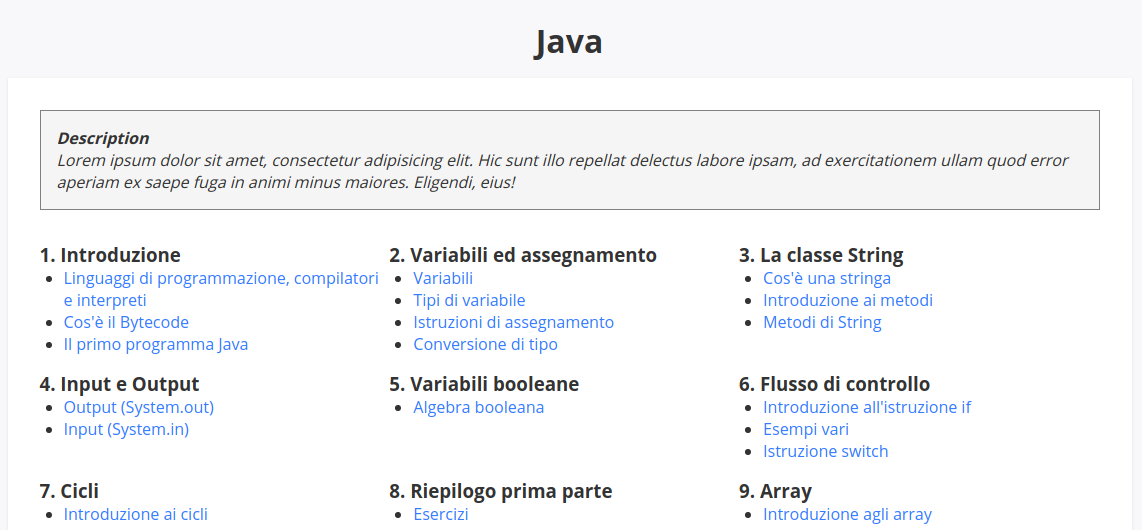 Java
Description
Lorem ipsum dolor sit amet, consectetur adipisicing elit. Hic sunt illo repellat delectus labore ipsam, ad exercitationem ullam quod error
aperiam ex saepe fuga in animi minus maiores. Eligendi, eius!
1. Introduzione
Linguaggi di programmazione, compilatori
e interpreti
Cos'è il Bytecode
Il primo programma Java
2. Variabili ed assegnamento
Variabili
Tipi di variabile
Istruzioni di assegnamento
Conversione di tipo
3. La classe String
Cos'è una stringa
Introduzione ai metodi
Metodi di String
4. Input e Output
Output (System.out)
Input (System.in)
5. Variabili booleane
Algebra booleana
6. Flusso di controllo
Introduzione all'istruzione if
Esempi vari
Istruzione switch
7. Cicli
Introduzione ai cicli
8. Riepilogo prima parte
Esercizi
9. Array
Introduzione agli array